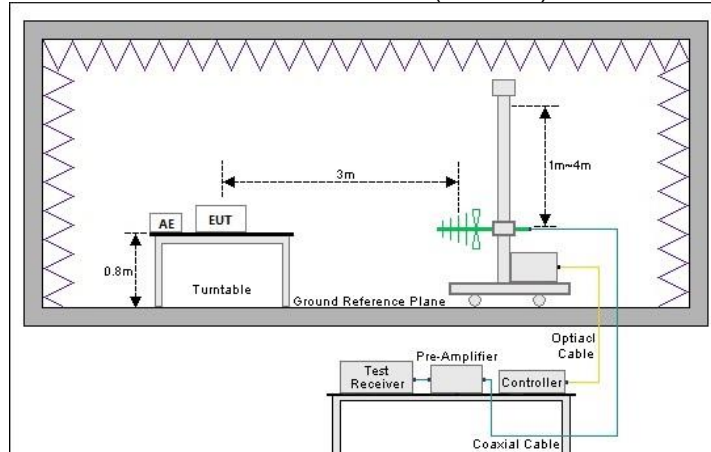 3m
1m~4m
AE
EUT
0.8m
Turntable
Ground Reference Plane
Optiacl
Cable
Pre-Amplifier
Test
Receiver
Controller
Coaxial Cable